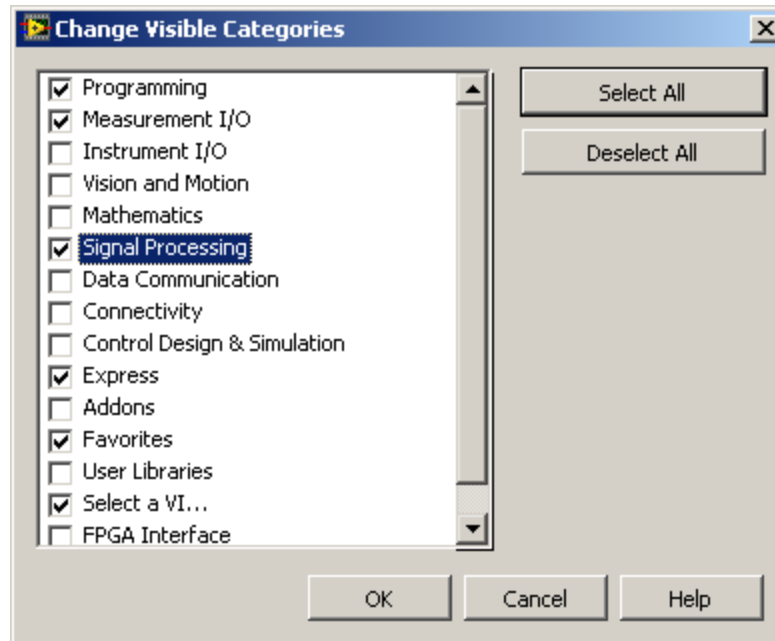 Change Visible Categories
Programming
Measurement I/O
Instrument I/O
Vision and Motion
Mathematics
Signal Processing
Data Communication
Connectivity
Control Design & Simulation
Express
Addons
Favorites
User Libraries
Select a VI...
FPGA Interface
Select All
Deselect All
OK
Cancel
Help